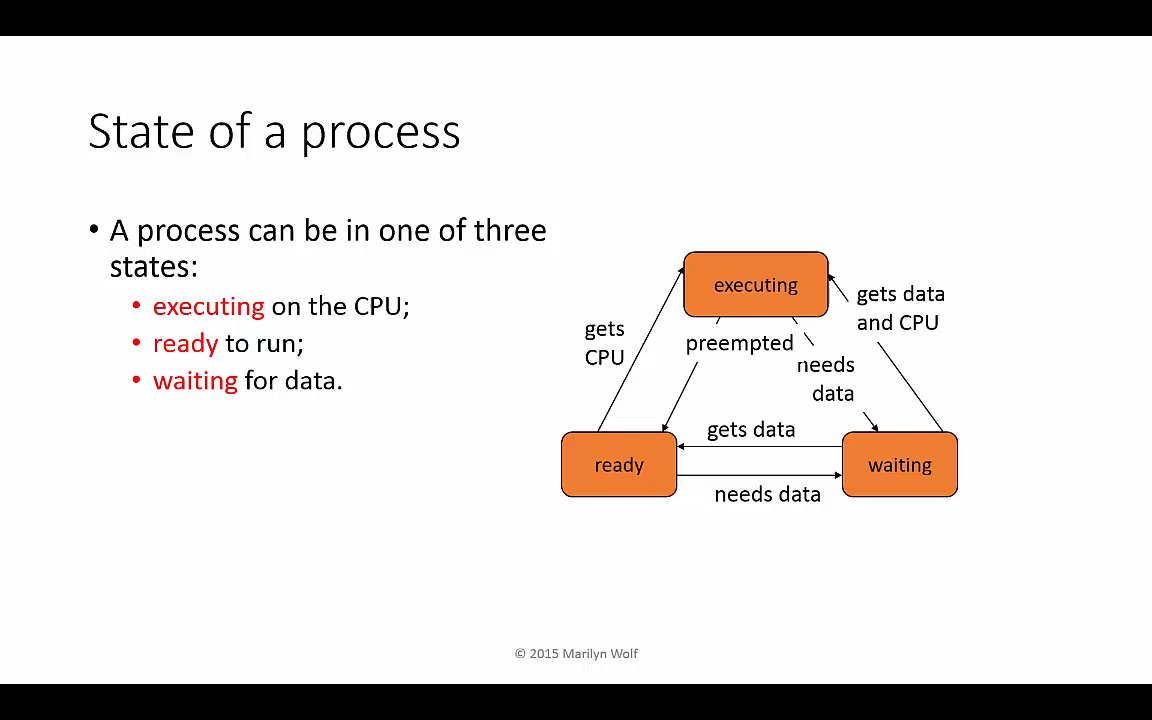 State of a process
• A process can be in one of three
states:
• executing on the CPU;
• ready to run;
• waiting for data.
executing
gets data
and CPU
gets
CPU
preempted
needs
data
gets data
ready
waiting
needs data
© 2015 Marilyn Wolf